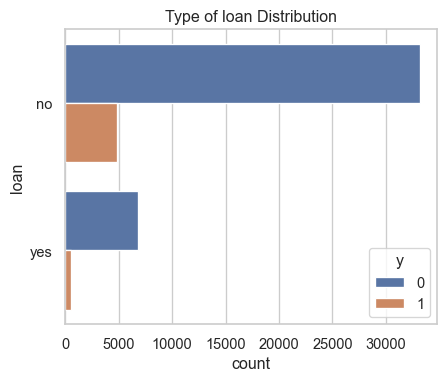 Type of loan Distribution
no
yes
loan
0
5000
10000
15000
20000
25000
30000
count
y
0
1